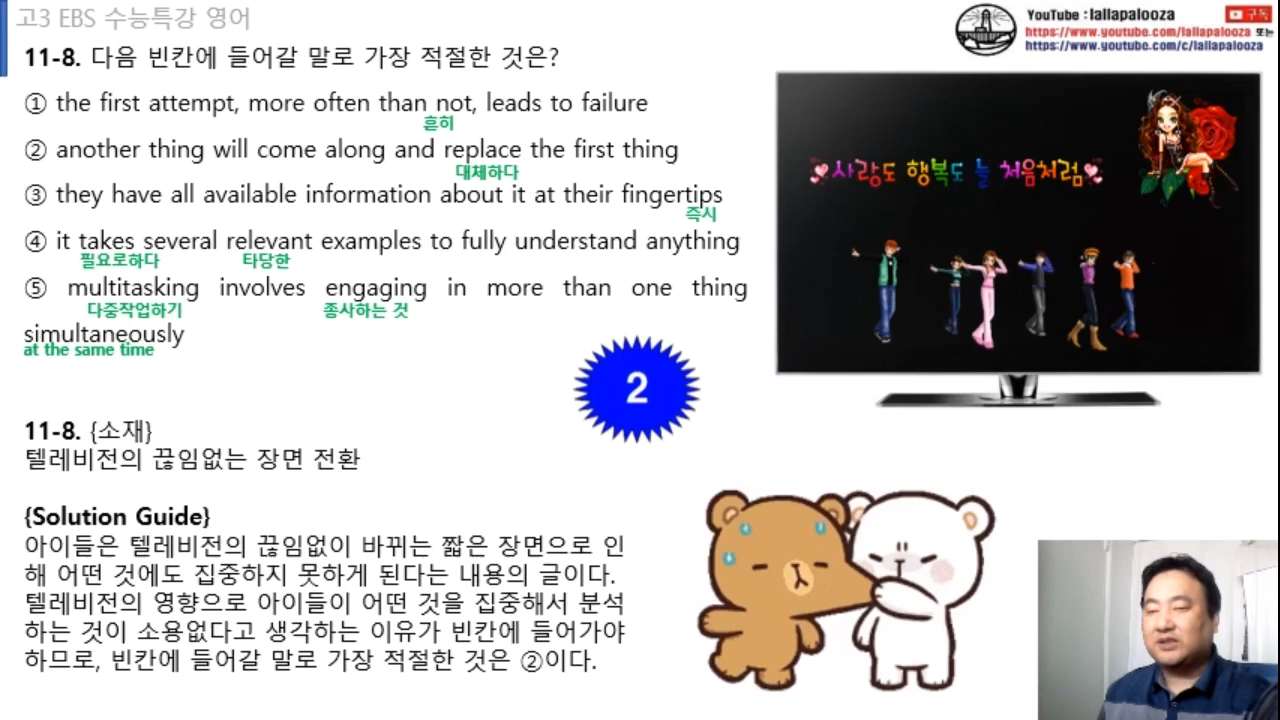 고3 EBS 수능특강 영어
YouTube : lallapalooza
구독
https://www.youtube.com/lallapalooza 또는
https://www.youtube.com/c/lallapalooza
11-8. 다음 빈칸에 들어갈 말로 가장 적절한 것은?
① the first attempt, more often than not, leads to failure
흔히
② another thing will come along and replace the first thing
대체하다
③ they have all available information about it at their fingertips
즉시
④ it takes several relevant examples to fully understand anything
필요로하다 타당한
⑤ multitasking involves engaging in more than one thing
다중작업하기 종사하는 것
simultaneously
at the same time
사랑도 행복도 늘 처음처럼
2
11-8. {소재}
텔레비전의 끊임없는 장면 전환
{Solution Guide}
아이들은 텔레비전의 끊임없이 바뀌는 짧은 장면으로 인
해 어떤 것에도 집중하지 못하게 된다는 내용의 글이다.
텔레비전의 영향으로 아이들이 어떤 것을 집중해서 분석
하는 것이 소용없다고 생각하는 이유가 빈칸에 들어가야
하므로, 빈칸에 들어갈 말로 가장 적절한 것은 ②이다.